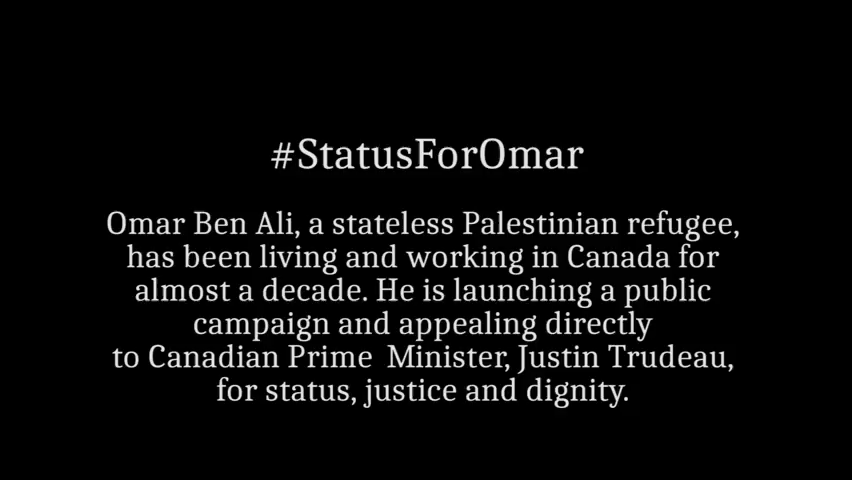 #StatusForOmar
Omar Ben Ali, a stateless Palestinian refugee,
has been living and working in Canada for
almost a decade. He is launching a public
campaign and appealing directly
to Canadian Prime  Minister, Justin Trudeau,
for status, justice and dignity.